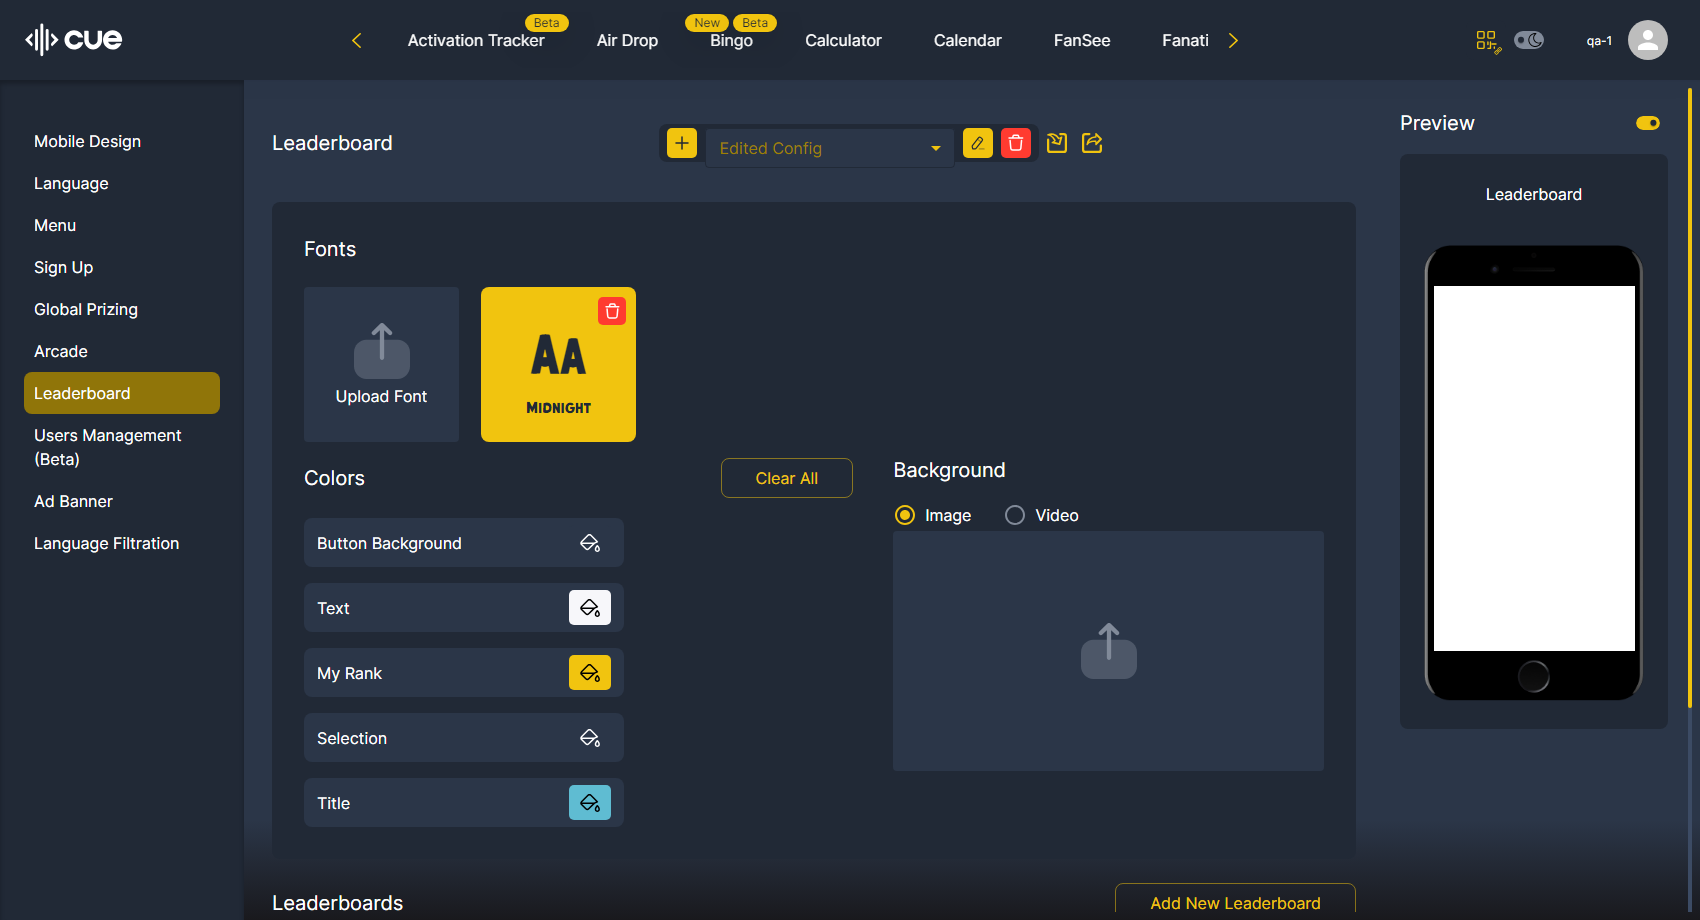 cue
Activation Tracker
Beta
Air Drop
New
Beta
Bingo
Calculator
Calendar
FanSee
Fanati
qa-1
Mobile Design
Language
Menu
Sign Up
Global Prizing
Arcade
Leaderboard
Users Management
(Beta)
Ad Banner
Language Filtration
Leaderboard
Edited Config
Fonts
Upload Font
AA
MIDNIGHT
Colors
Clear All
Button Background
Text
My Rank
Selection
Title
Background
Image
Video
Leaderboards
Add New Leaderboard
Preview
Leaderboard